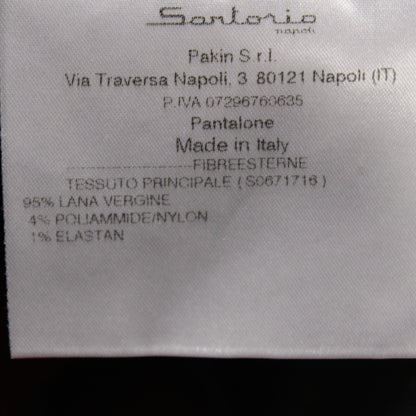 Sartorio
napoli
Pakin S.r.l.
Via Traversa Napoli, 3 80121 Napoli (IT)
P.IVA 07296760635
Pantalone
Made in Italy
------------------------FIBREESTERNE
TESSUTO PRINCIPALE ( S0671716 )
95% LANA VERGINE
4% POLIAMMIDE/NYLON
1% ELASTAN